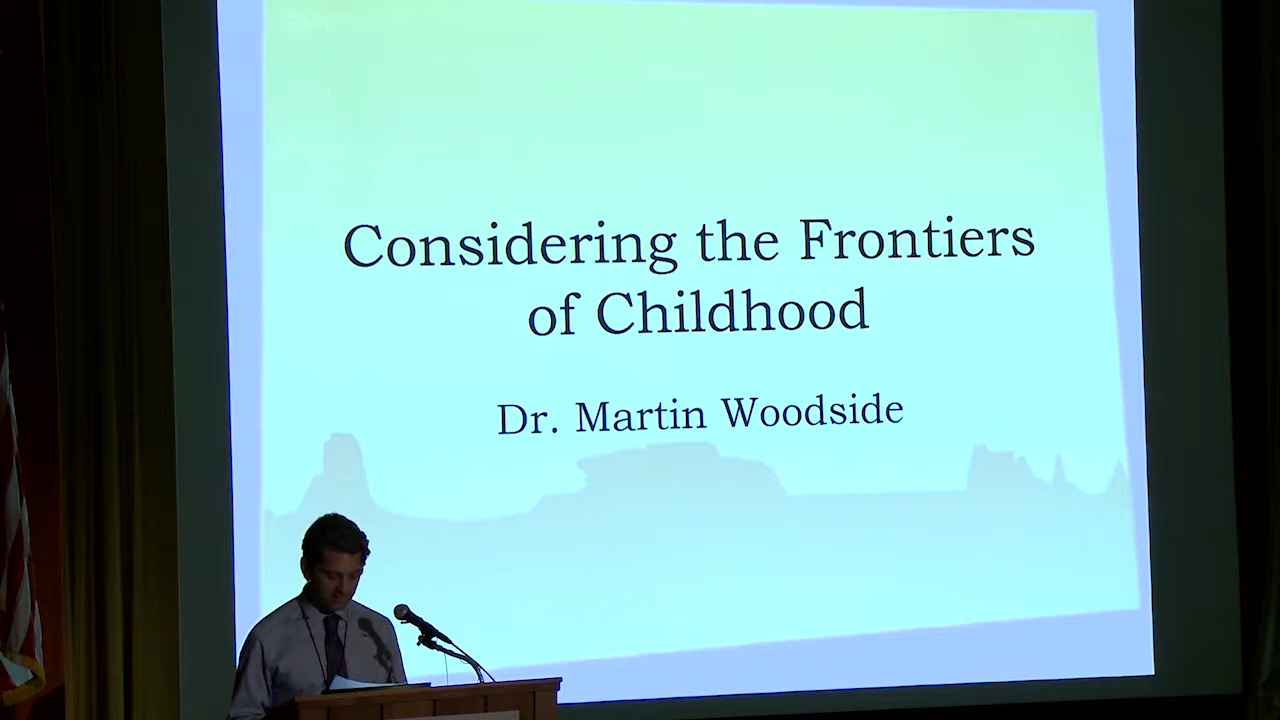 Considering the Frontiers
of Childhood
Dr. Martin Woodside